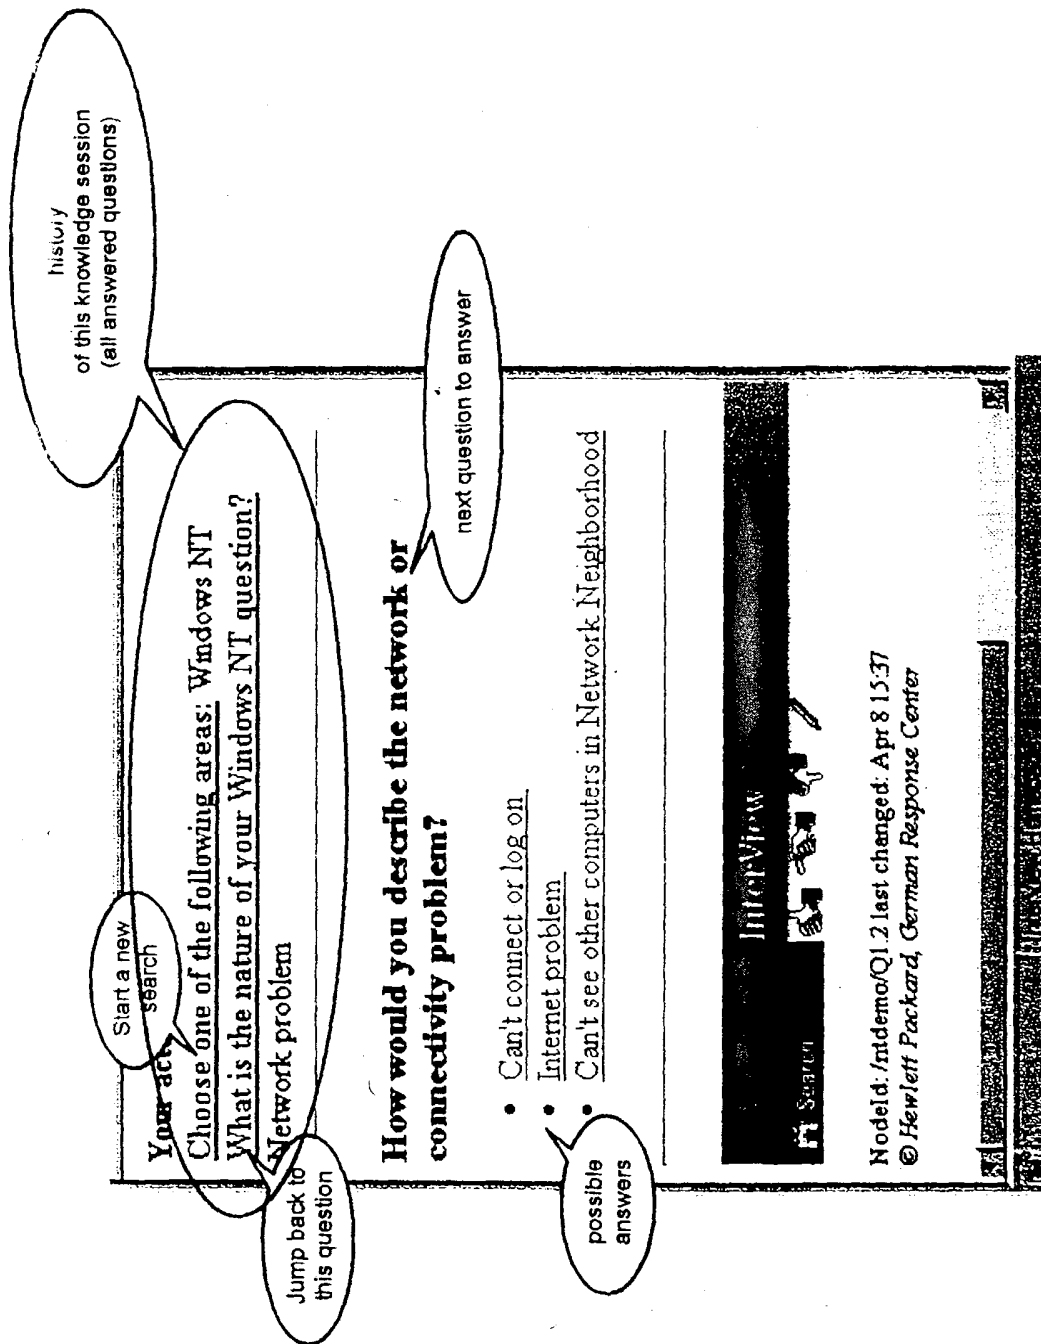 history
of this knowledge session
(all answered questions)
Start a new
search
Your
Choose one of the following areas: Windows NT
What is the nature of your Windows NT question?
Network problem
Jump back to
this question
How would you describe the network or
connectivity problem?
next question to answer
• Can't connect or log on
• Internet problem
• Can't see other computers in Network Neighborhood
possible
answers
InterView
Search
NodeId: /ntdemo/Q1.2 last changed: Apr 8 15:37
© Hewlett Packard, German Response Center